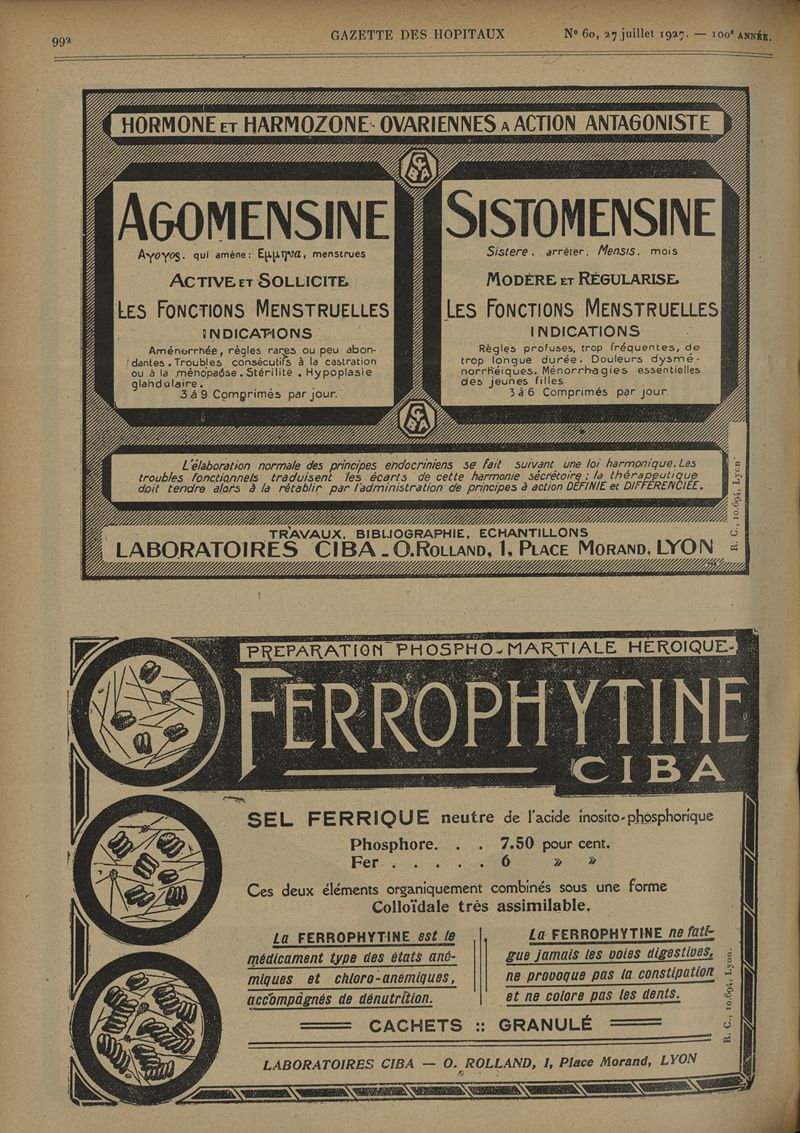 992
GAZETTE DES HOPITAUX
Nº 60, 27 juillet 1927. — 100e ANNÉE.
HORMONE ET HARMOZONE OVARIENNES A ACTION ANTAGONISTE
CIBA
AGOMENSINE
Αγογος. qui amène: Εμμηνα, menstrues
ACTIVE ET SOLLICITE
LES FONCTIONS MENSTRUELLES
INDICATIONS
Aménorrhée, règles rares ou peu abon-
dantes. Troubles consécutifs à la castration
ou à la ménopaose. Stérilité. Hypoplasie
glandulaire.
3 à 9 Comprimés par jour.
SISTOMENSINE
Sistere. arrêter; Mensis. mois
MODÈRE ET RÉGULARISE
LES FONCTIONS MENSTRUELLES
INDICATIONS
Règles profuses, trop fréquentes, de
trop longue durée. Douleurs dysmé-
norrhéiques. Ménorrhagies essentielles
des jeunes filles
3 à 6 Comprimés par jour.
CIBA
L'élaboration normale des principes endocriniens se fait suivant une loi harmonique. Les
troubles fonctionnels traduisent les écarts de cette harmonie sécrétoire; la thérapeutique
doit tendre alors à la rétablir par l'administration de principes à action DÉFINIE et DIFFÉRENCIÉE.
TRAVAUX, BIBLIOGRAPHIE, ECHANTILLONS
LABORATOIRES CIBA - O. ROLLAND, 1, PLACE MORAND, LYON
R. C., 10.694, Lyon
PREPARATION PHOSPHO-MARTIALE HÉROIQUE
FERROPHYTINE
CIBA
SEL FERRIQUE neutre de l'acide inosito-phosphorique
Phosphore. . . 7.50 pour cent.
Fer . . . . . 6 » »
Ces deux éléments organiquement combinés sous une forme
Colloïdale très assimilable.
La FERROPHYTINE est le
médicament type des états ané-
miques et chloro-anémiques,
accompagnés de dénutrition.
La FERROPHYTINE ne fati-
gue jamais les voies digestives,
ne provoque pas la constipation
et ne colore pas les dents.
CACHETS :: GRANULÉ
R. C., 10.694, Lyon.
LABORATOIRES CIBA — O. ROLLAND, 1, Place Morand, LYON